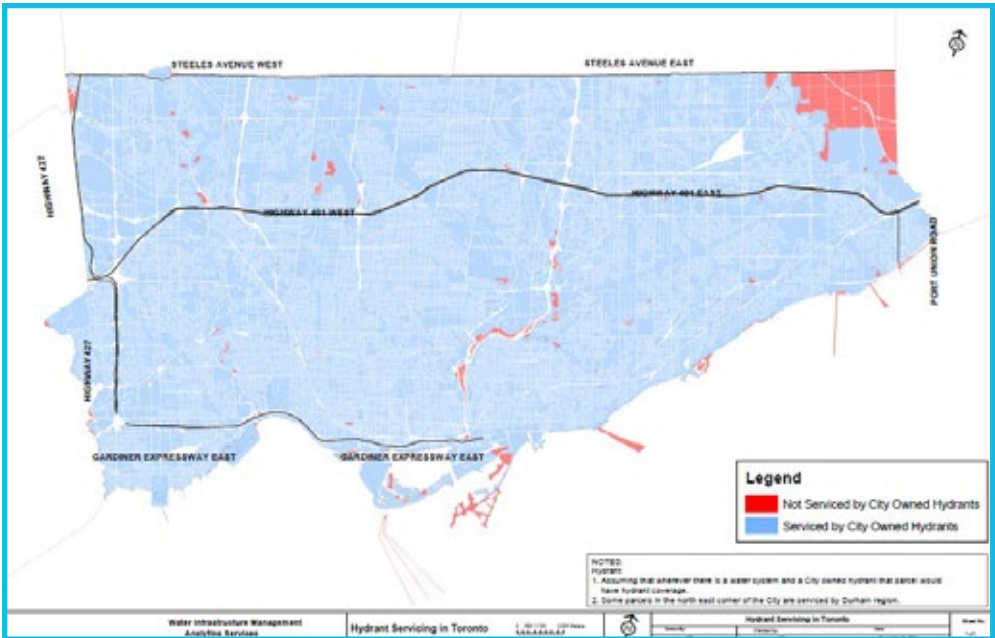 STEELES AVENUE WEST
STEELES AVENUE EAST
HIGHWAY 427
HIGHWAY 401 WEST
HIGHWAY 401 EAST
PORT UNION ROAD
HIGHWAY 427
GARDINER EXPRESSWAY EAST
GARDINER EXPRESSWAY EAST
Legend
Not Serviced by City Owned Hydrants
Serviced by City Owned Hydrants
NOTES:
Hydrant:
1. Assuming that wherever there is a water system and a City owned hydrant that parcel would
have hydrant coverage.
2. Some parcels in the north east corner of the City are serviced by Durham region.
Water Infrastructure Management
Analytics Services
Hydrant Servicing in Toronto
Hydrant Servicing in Toronto